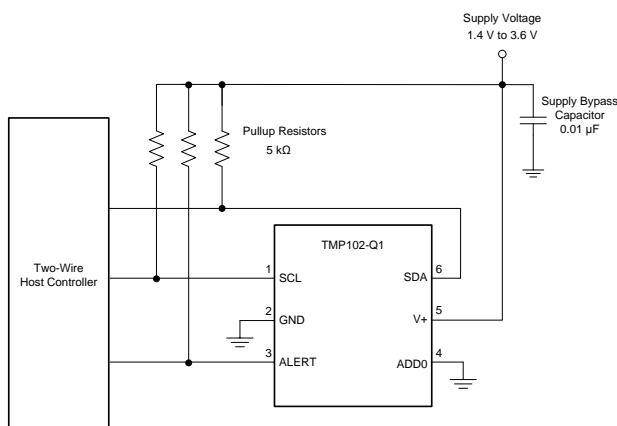 Supply Voltage
1.4 V to 3.6 V
Supply Bypass
Capacitor
0.01 µF
Pullup Resistors
5 kΩ
Two-Wire
Host Controller
TMP102-Q1
1
SCL
SDA
6
2
GND
V+
5
3
ALERT
ADD0
4